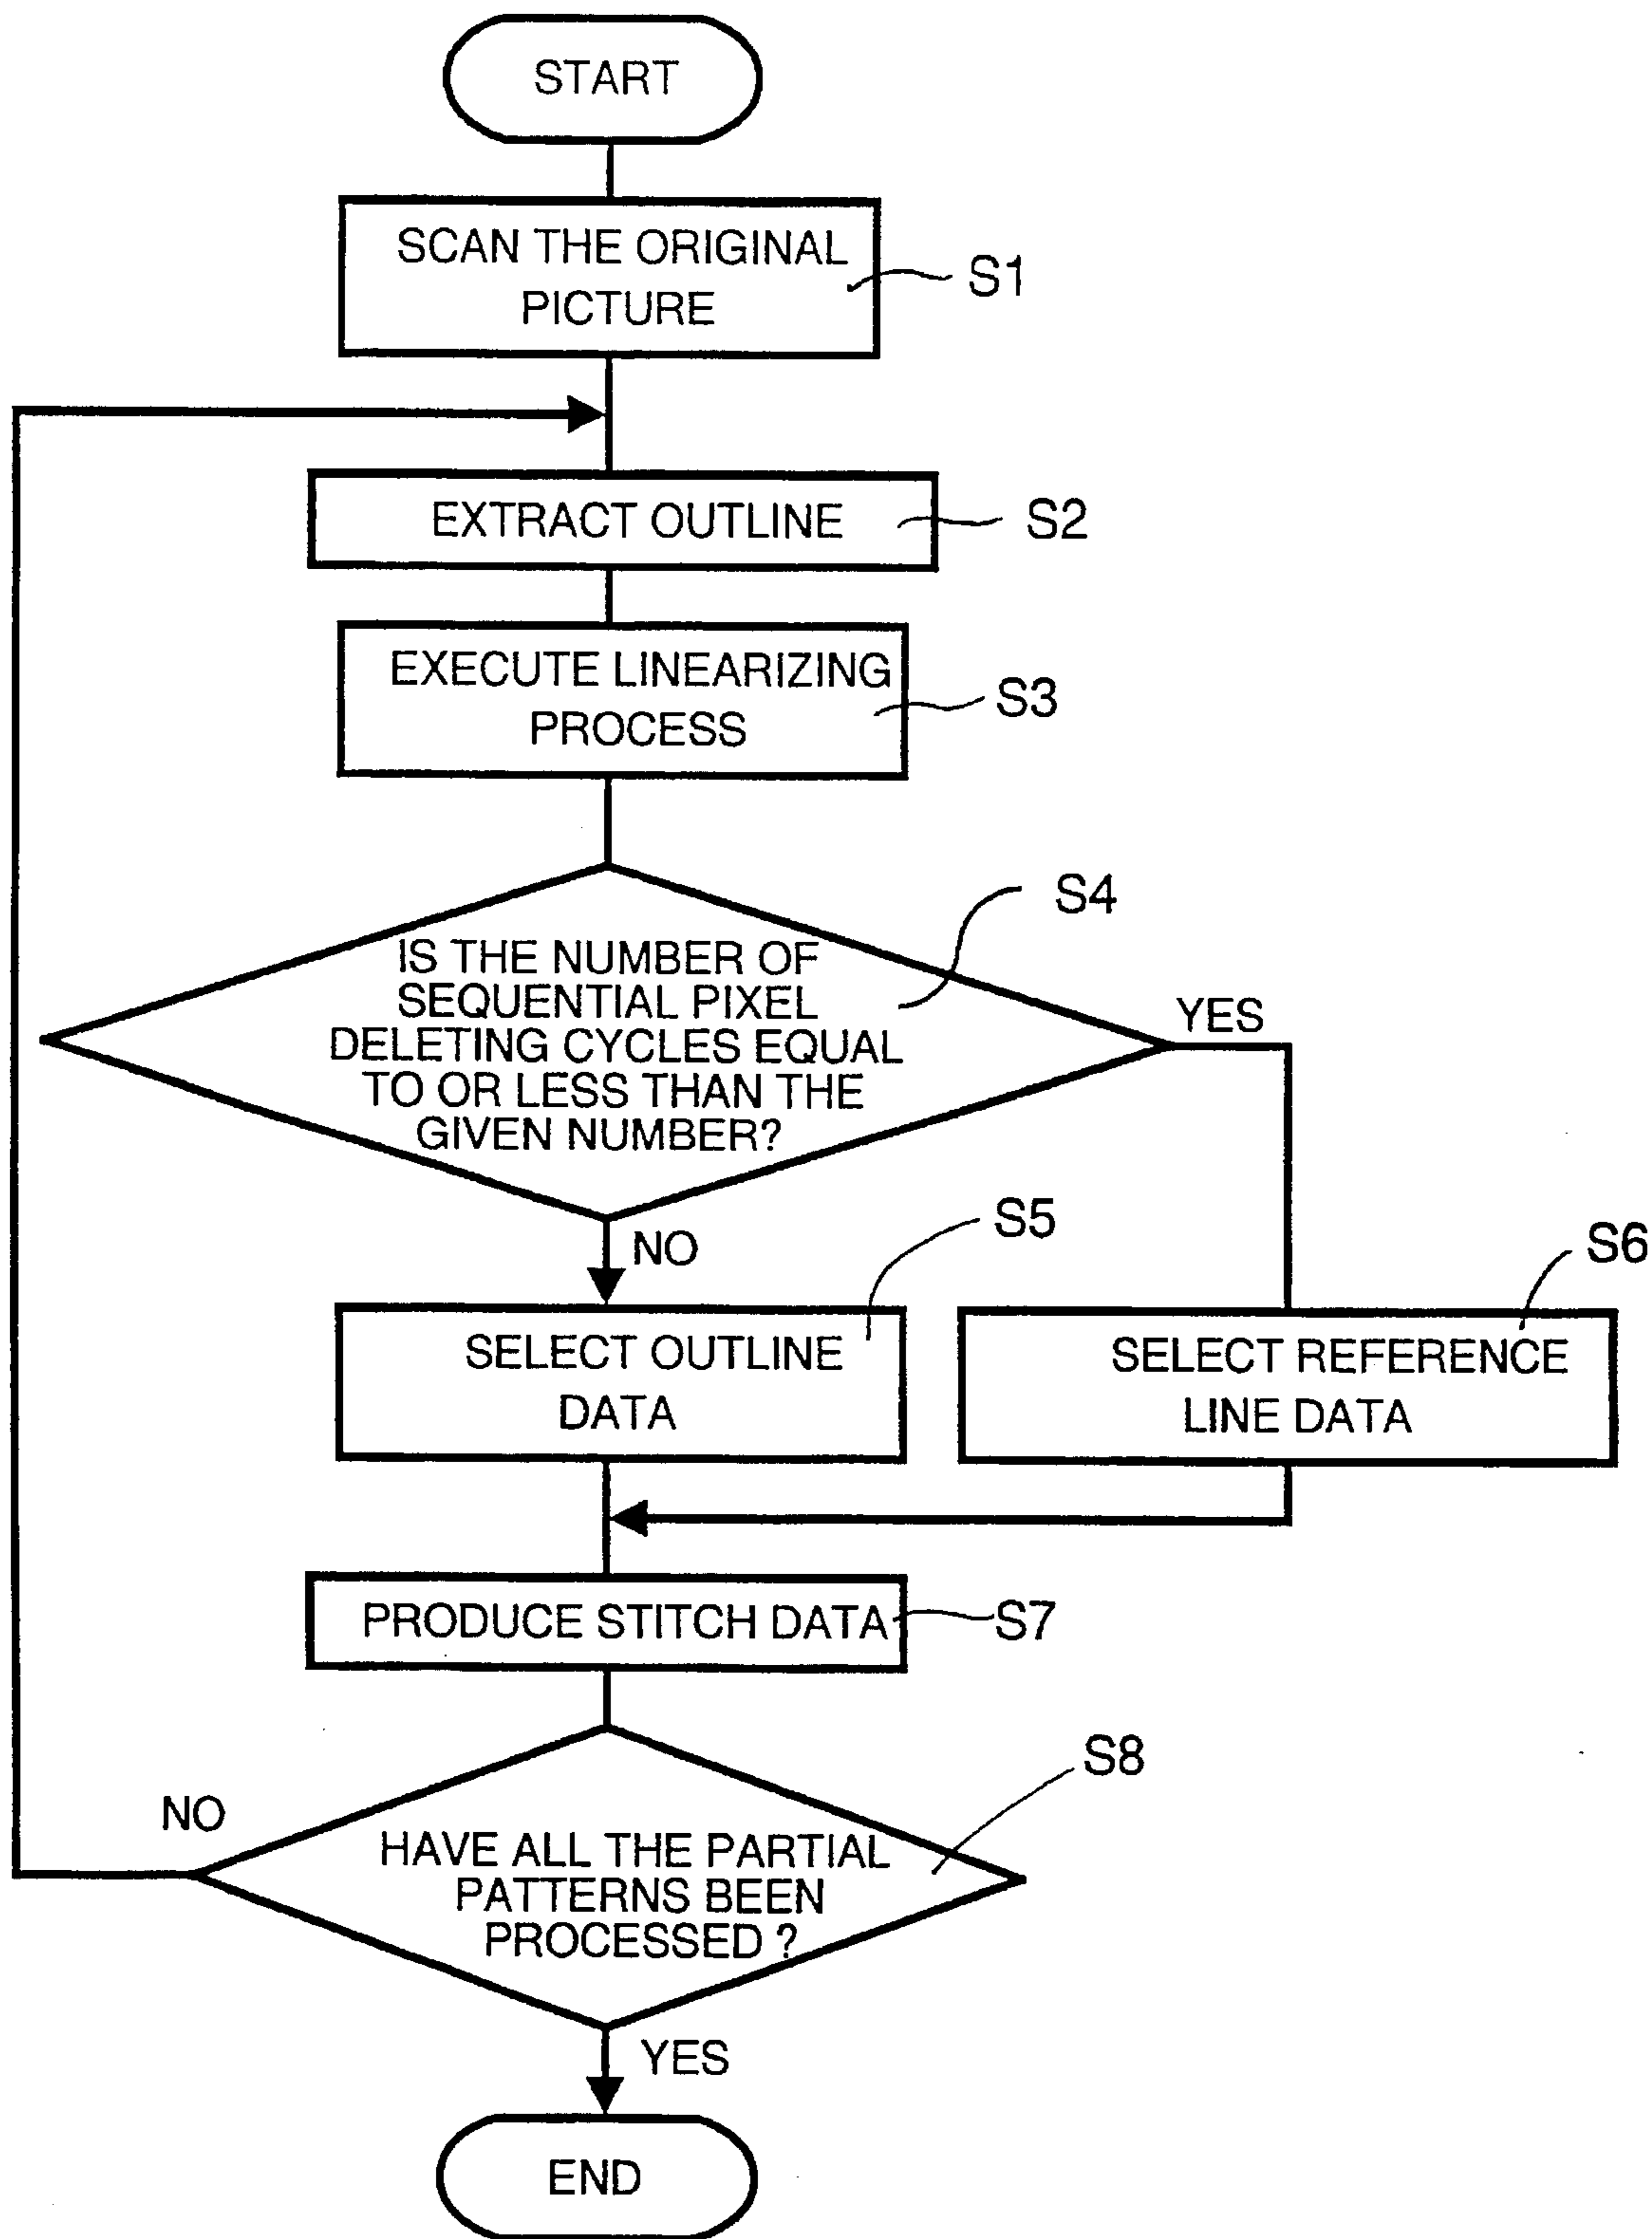 START
SCAN THE ORIGINAL
PICTURE
S1
EXTRACT OUTLINE
S2
EXECUTE LINEARIZING
PROCESS
S3
S4
IS THE NUMBER OF
SEQUENTIAL PIXEL
DELETING CYCLES EQUAL
TO OR LESS THAN THE
GIVEN NUMBER?
YES
NO
S5
SELECT OUTLINE
DATA
S6
SELECT REFERENCE
LINE DATA
PRODUCE STITCH DATA
S7
S8
NO
HAVE ALL THE PARTIAL
PATTERNS BEEN
PROCESSED ?
YES
END